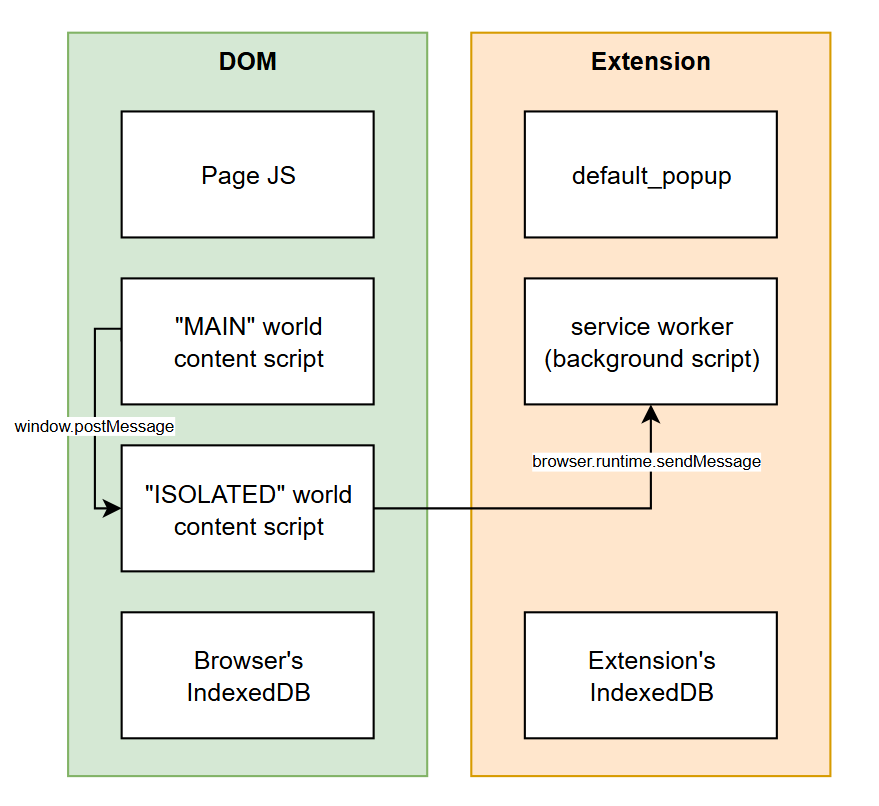 DOM
Page JS
"MAIN" world
content script
window.postMessage
"ISOLATED" world
content script
Browser's
IndexedDB
Extension
default_popup
service worker
(background script)
browser.runtime.sendMessage
Extension's
IndexedDB